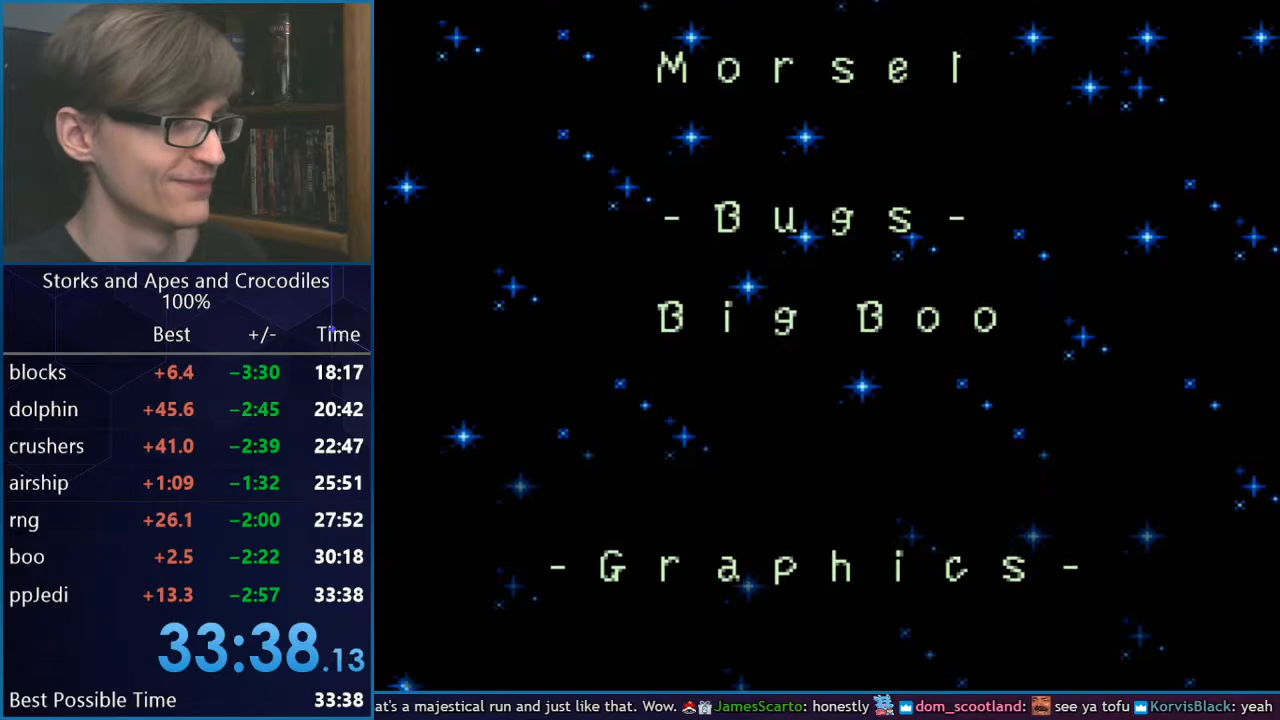 Storks and Apes and Crocodiles
100%
Best +/- Time
blocks +6.4 −3:30 18:17
dolphin +45.6 −2:45 20:42
crushers +41.0 −2:39 22:47
airship +1:09 −1:32 25:51
rng +26.1 −2:00 27:52
boo +2.5 −2:22 30:18
ppJedi +13.3 −2:57 33:38
33:38.13
Best Possible Time 33:38
Morsel
-Bugs-
Big Boo
-Graphics-
at's a majestical run and just like that. Wow. JamesScarto: honestly dom_scootland: see ya tofu KorvisBlack: yeah